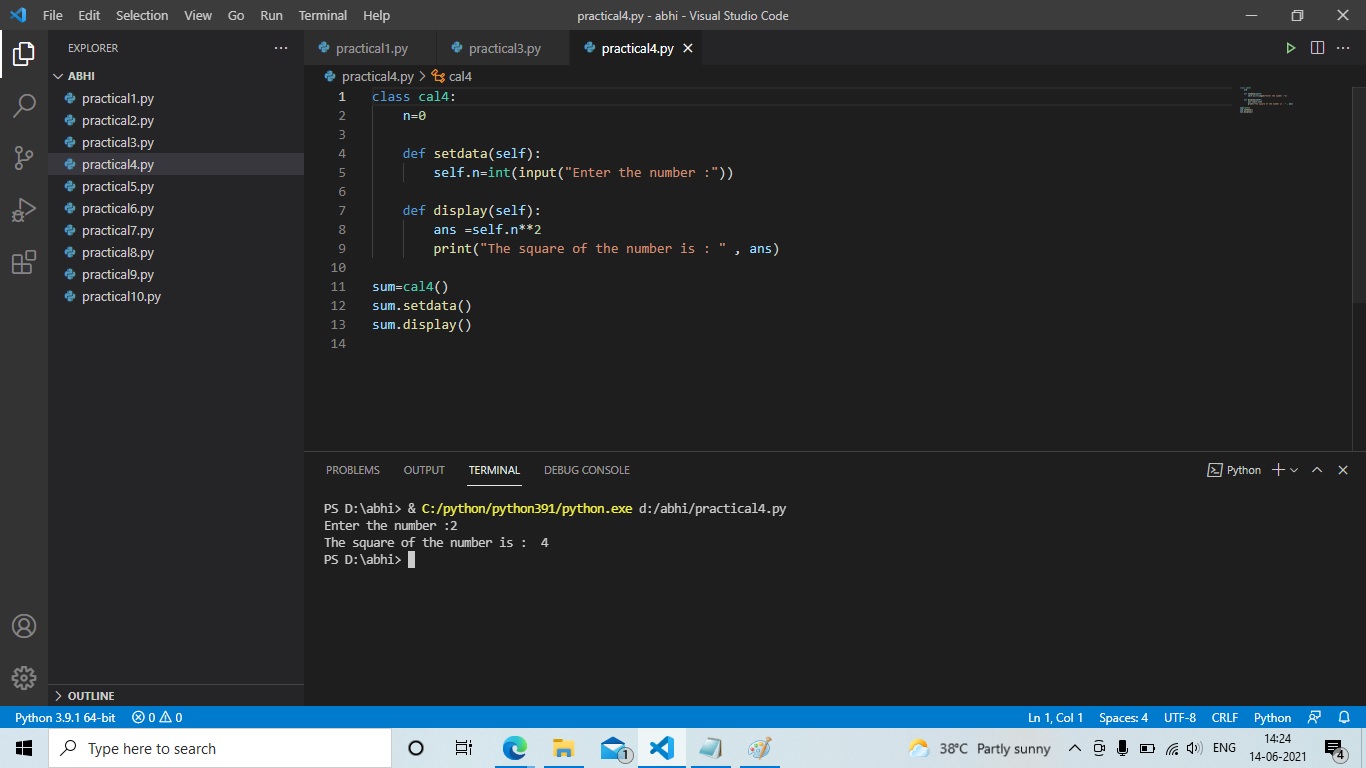 File Edit Selection View Go Run Terminal Help practical4.py - abhi - Visual Studio Code
EXPLORER
ABHI
practical1.py
practical2.py
practical3.py
practical4.py
practical5.py
practical6.py
practical7.py
practical8.py
practical9.py
practical10.py
OUTLINE
practical1.py practical3.py practical4.py
practical4.py > cal4
1 class cal4:
2     n=0
3
4     def setdata(self):
5         self.n=int(input("Enter the number :"))
6
7     def display(self):
8         ans =self.n**2
9         print("The square of the number is : " , ans)
10
11 sum=cal4()
12 sum.setdata()
13 sum.display()
14
PROBLEMS OUTPUT TERMINAL DEBUG CONSOLE Python
PS D:\abhi> & C:/python/python391/python.exe d:/abhi/practical4.py
Enter the number :2
The square of the number is :  4
PS D:\abhi>
Python 3.9.1 64-bit 0 0 Ln 1, Col 1 Spaces: 4 UTF-8 CRLF Python
Type here to search 1 38°C Partly sunny ENG 14:24 4
14-06-2021